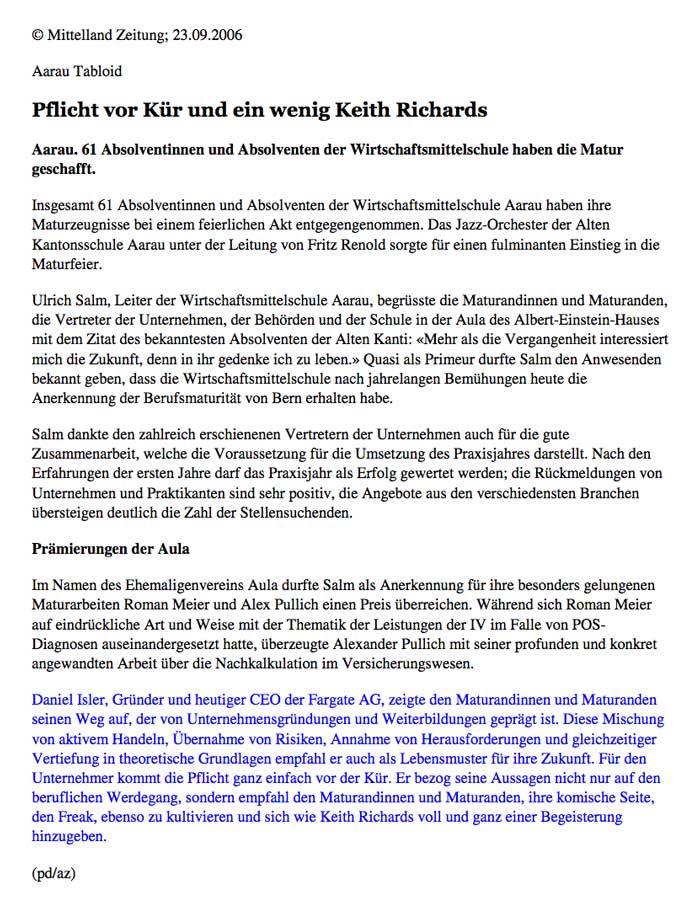 © Mittelland Zeitung; 23.09.2006
Aarau Tabloid
Pflicht vor Kür und ein wenig Keith Richards
Aarau. 61 Absolventinnen und Absolventen der Wirtschaftsmittelschule haben die Matur
geschafft.
Insgesamt 61 Absolventinnen und Absolventen der Wirtschaftsmittelschule Aarau haben ihre
Maturzeugnisse bei einem feierlichen Akt entgegengenommen. Das Jazz-Orchester der Alten
Kantonsschule Aarau unter der Leitung von Fritz Renold sorgte für einen fulminanten Einstieg in die
Maturfeier.
Ulrich Salm, Leiter der Wirtschaftsmittelschule Aarau, begrüsste die Maturandinnen und Maturanden,
die Vertreter der Unternehmen, der Behörden und der Schule in der Aula des Albert-Einstein-Hauses
mit dem Zitat des bekanntesten Absolventen der Alten Kanti: «Mehr als die Vergangenheit interessiert
mich die Zukunft, denn in ihr gedenke ich zu leben.» Quasi als Primeur durfte Salm den Anwesenden
bekannt geben, dass die Wirtschaftsmittelschule nach jahrelangen Bemühungen heute die
Anerkennung der Berufsmaturität von Bern erhalten habe.
Salm dankte den zahlreich erschienenen Vertretern der Unternehmen auch für die gute
Zusammenarbeit, welche die Voraussetzung für die Umsetzung des Praxisjahres darstellt. Nach den
Erfahrungen der ersten Jahre darf das Praxisjahr als Erfolg gewertet werden; die Rückmeldungen von
Unternehmen und Praktikanten sind sehr positiv, die Angebote aus den verschiedensten Branchen
übersteigen deutlich die Zahl der Stellensuchenden.
Prämierungen der Aula
Im Namen des Ehemaligenvereins Aula durfte Salm als Anerkennung für ihre besonders gelungenen
Maturarbeiten Roman Meier und Alex Pullich einen Preis überreichen. Während sich Roman Meier
auf eindrückliche Art und Weise mit der Thematik der Leistungen der IV im Falle von POS-
Diagnosen auseinandergesetzt hatte, überzeugte Alexander Pullich mit seiner profunden und konkret
angewandten Arbeit über die Nachkalkulation im Versicherungswesen.
Daniel Isler, Gründer und heutiger CEO der Fargate AG, zeigte den Maturandinnen und Maturanden
seinen Weg auf, der von Unternehmensgründungen und Weiterbildungen geprägt ist. Diese Mischung
von aktivem Handeln, Übernahme von Risiken, Annahme von Herausforderungen und gleichzeitiger
Vertiefung in theoretische Grundlagen empfahl er auch als Lebensmuster für ihre Zukunft. Für den
Unternehmer kommt die Pflicht ganz einfach vor der Kür. Er bezog seine Aussagen nicht nur auf den
beruflichen Werdegang, sondern empfahl den Maturandinnen und Maturanden, ihre komische Seite,
den Freak, ebenso zu kultivieren und sich wie Keith Richards voll und ganz einer Begeisterung
hinzugeben.
(pd/az)